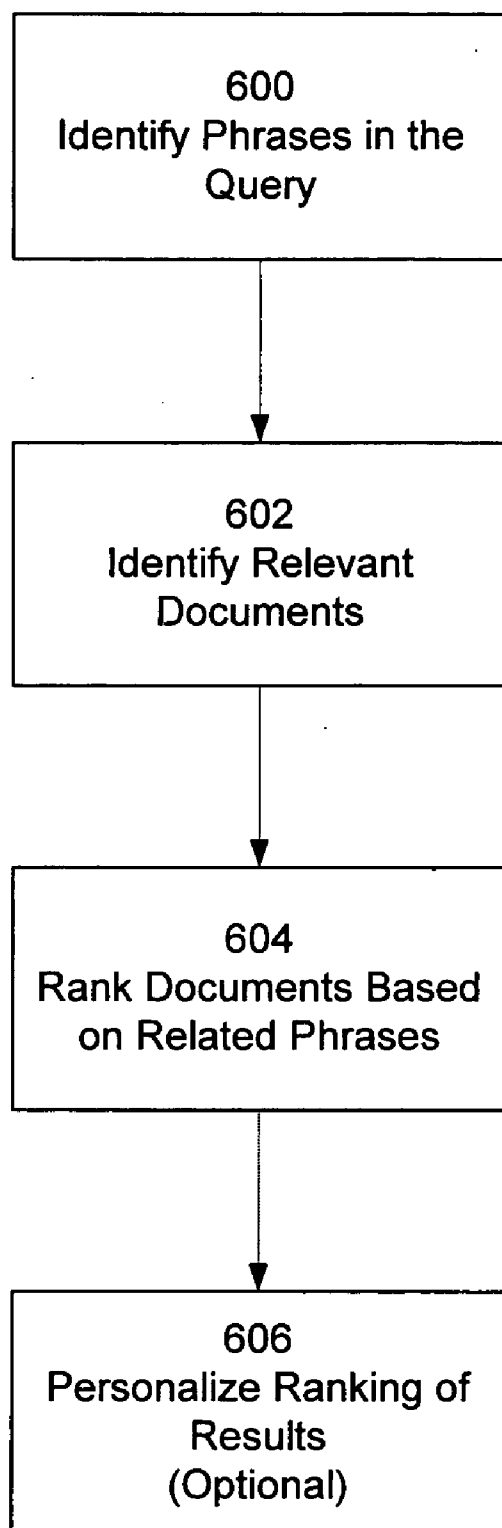 600
Identify Phrases in the
Query
602
Identify Relevant
Documents
604
Rank Documents Based
on Related Phrases
606
Personalize Ranking of
Results
(Optional)